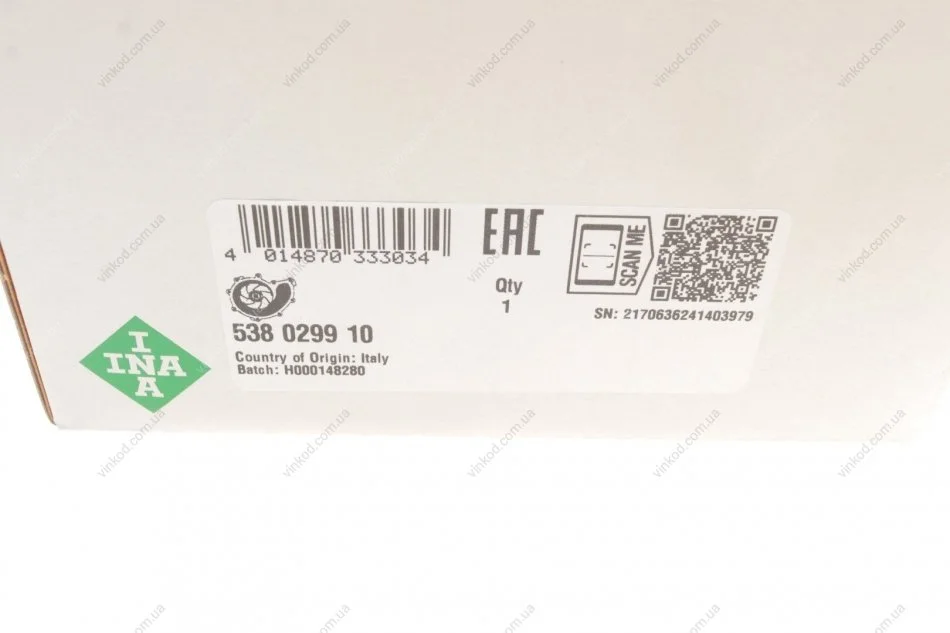 4 014870 333034
EAC
Qty
1
SCAN ME
SN: 2170636241403979
538 0299 10
Country of Origin: Italy
Batch: H000148280
INA
INA
vinkod.com.ua